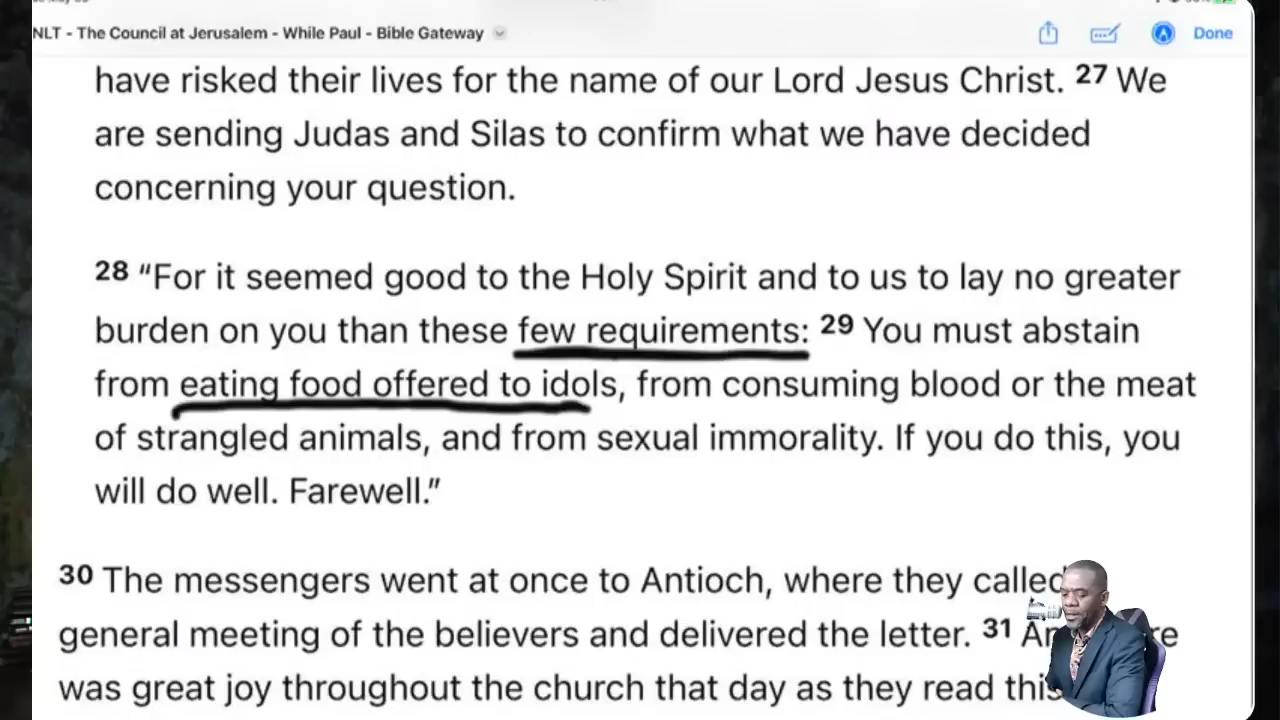 NLT - The Council at Jerusalem - While Paul - Bible Gateway
Done
have risked their lives for the name of our Lord Jesus Christ. 27 We
are sending Judas and Silas to confirm what we have decided
concerning your question.
28 “For it seemed good to the Holy Spirit and to us to lay no greater
burden on you than these few requirements: 29 You must abstain
from eating food offered to idols, from consuming blood or the meat
of strangled animals, and from sexual immorality. If you do this, you
will do well. Farewell.”
30 The messengers went at once to Antioch, where they called
general meeting of the believers and delivered the letter. 31
was great joy throughout the church that day as they read this